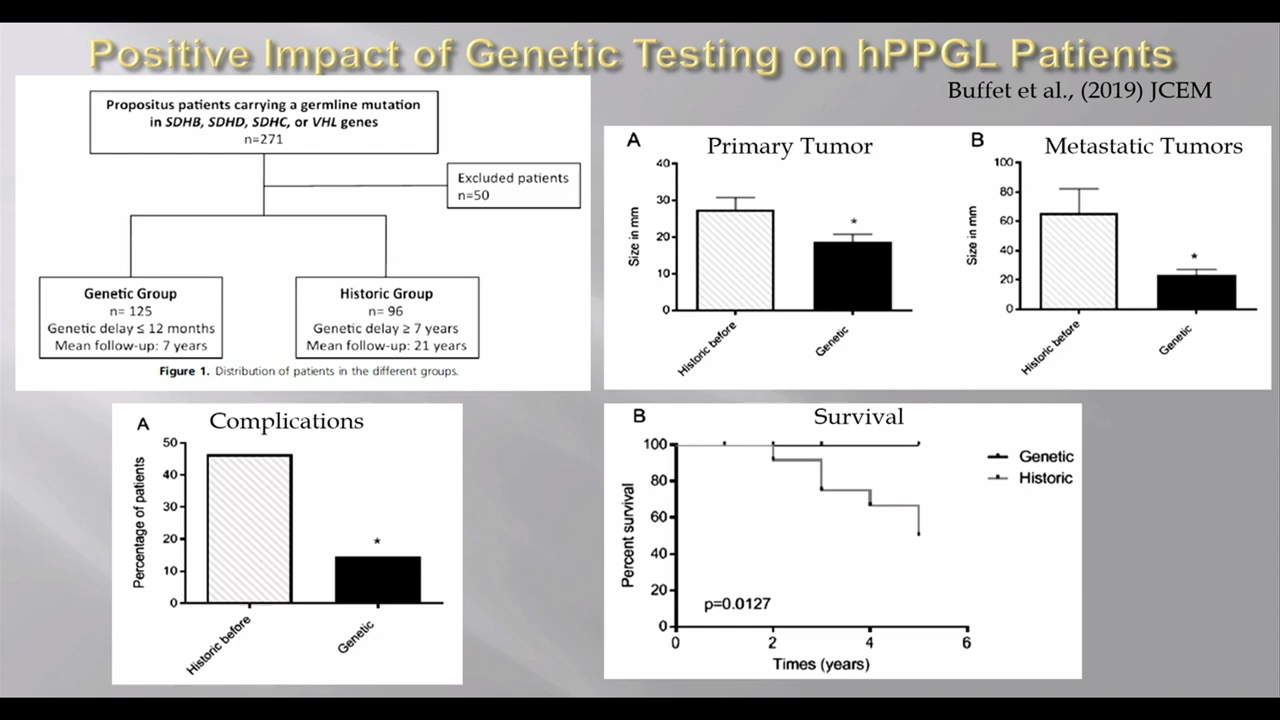 Positive Impact of Genetic Testing on hPPGL Patients
Buffet et al., (2019) JCEM
Propositus patients carrying a germline mutation
in SDHB, SDHD, SDHC, or VHL genes
n=271
Excluded patients
n=50
Genetic Group
n= 125
Genetic delay ≤ 12 months
Mean follow-up: 7 years
Historic Group
n= 96
Genetic delay ≥ 7 years
Mean follow-up: 21 years
Figure 1. Distribution of patients in the different groups.
A
Primary Tumor
Size in mm
40
30
20
10
0
*
Historic before
Genetic
B
Metastatic Tumors
Size in mm
100
80
60
40
20
0
*
Historic before
Genetic
A
Complications
Percentage of patients
50
40
30
20
10
0
*
Historic before
Genetic
B
Survival
Percent survival
100
80
60
40
20
0
Genetic
Historic
p=0.0127
0
2
4
6
Times (years)